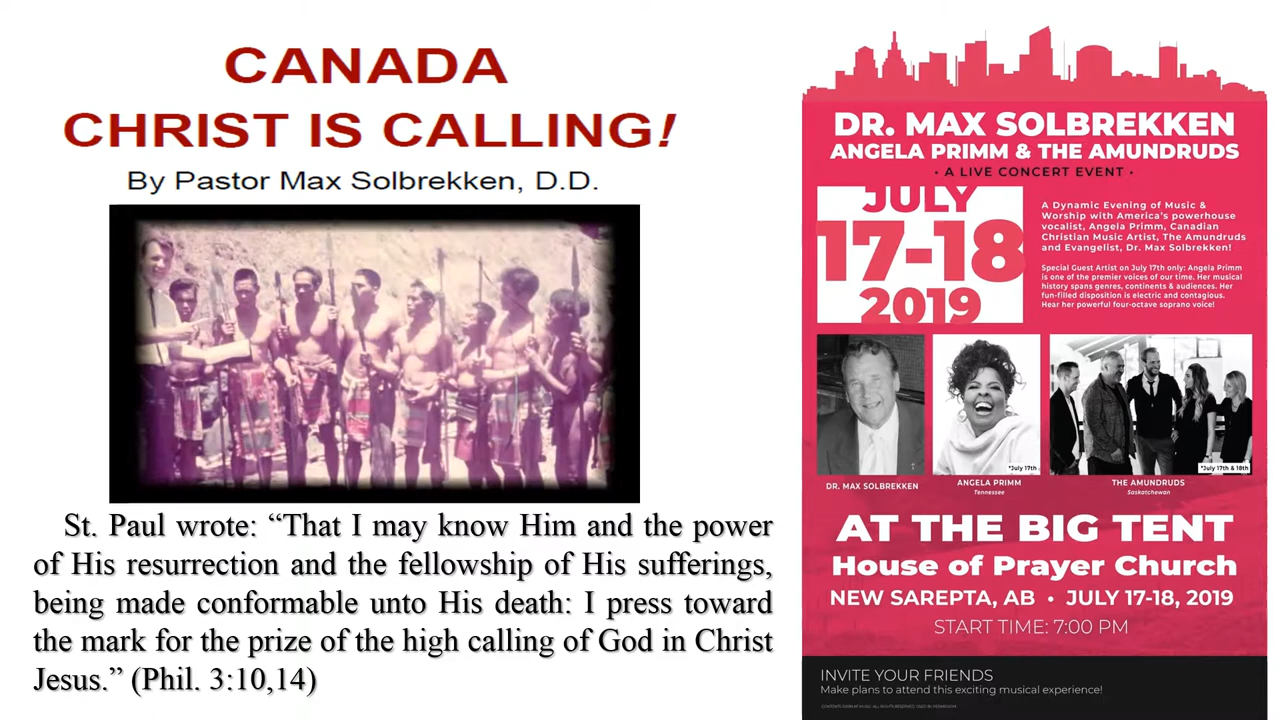 CANADA
CHRIST IS CALLING!
By Pastor Max Solbrekken, D.D.
St. Paul wrote: “That I may know Him and the power
of His resurrection and the fellowship of His sufferings,
being made conformable unto His death: I press toward
the mark for the prize of the high calling of God in Christ
Jesus.” (Phil. 3:10,14)
DR. MAX SOLBREKKEN
ANGELA PRIMM & THE AMUNDRUDS
• A LIVE CONCERT EVENT •
JULY
17-18
2019
A Dynamic Evening of Music &
Worship with America's powerhouse
vocalist, Angela Primm, Canadian
Christian Music Artist, The Amundruds
and Evangelist, Dr. Max Solbrekken!
Special Guest Artist on July 17th only: Angela Primm
is one of the premier voices of our time. Her musical
history spans genres, continents & audiences. Her
fun-filled disposition is electric and contagious.
Hear her powerful four-octave soprano voice!
*July 17th
*July 17th & 18th
DR. MAX SOLBREKKEN
ANGELA PRIMM
Tennessee
THE AMUNDRUDS
Saskatchewan
AT THE BIG TENT
House of Prayer Church
NEW SAREPTA, AB • JULY 17-18, 2019
START TIME: 7:00 PM
INVITE YOUR FRIENDS
Make plans to attend this exciting musical experience!